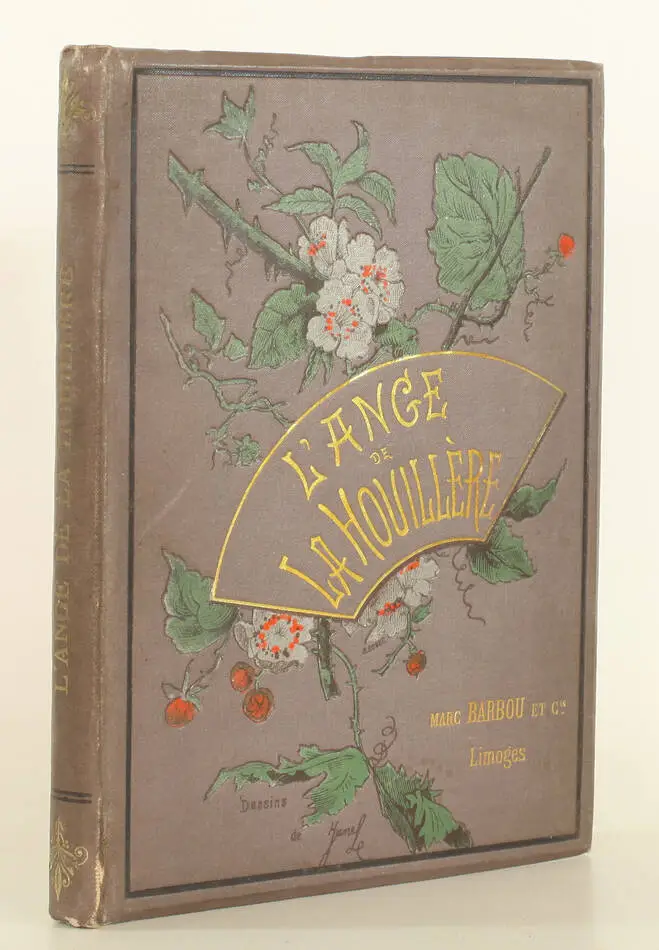 L'ANGE DE LA HOUILLÈRE
L'ANGE
DE
LA HOUILLÈRE
MARC BARBOU ET Cie
Limoges
Dessins
de